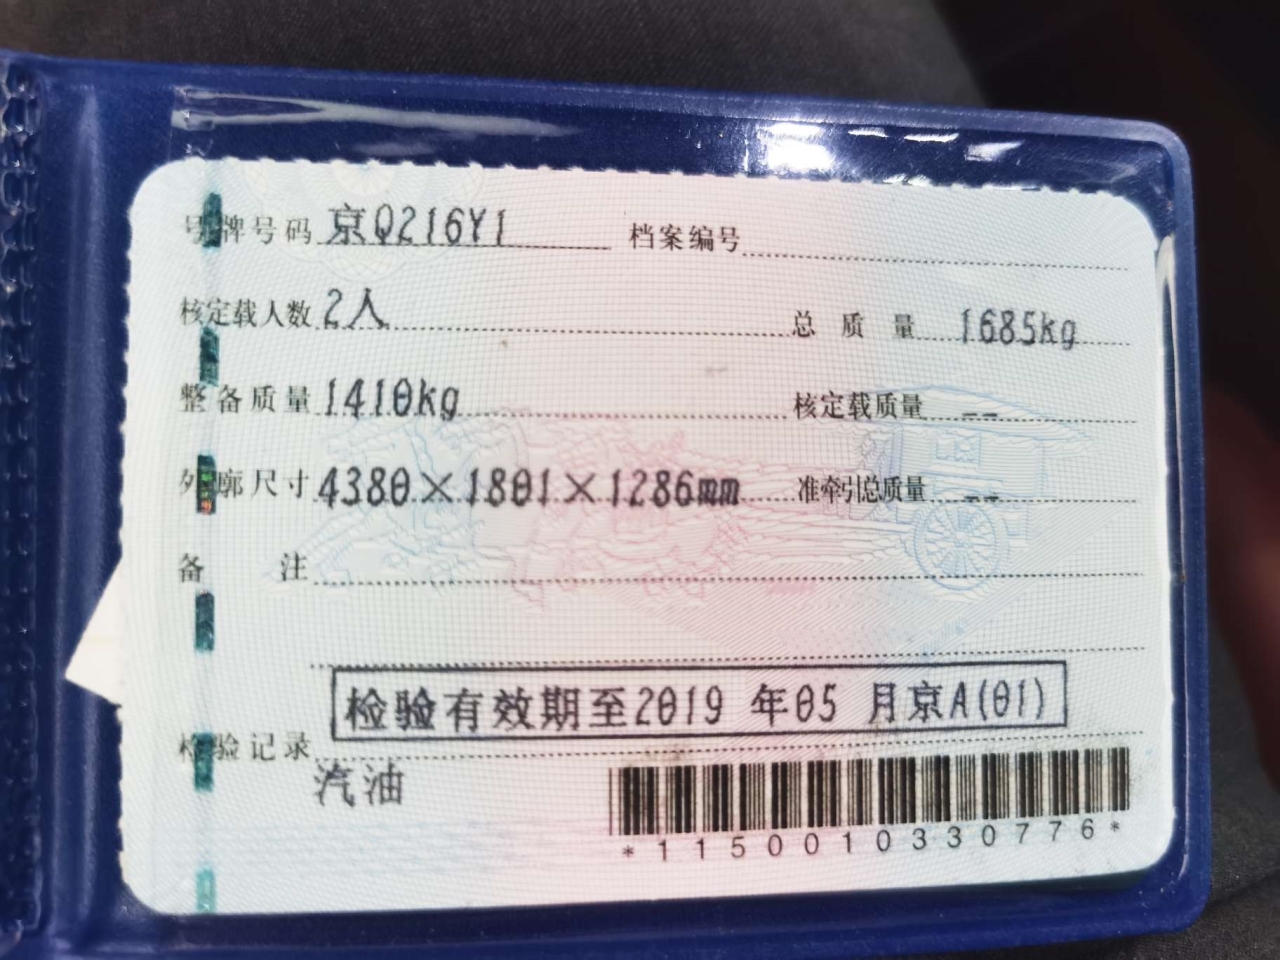 号牌号码 京Q216Y1 档案编号
核定载人数 2人 总质量 1685kg
整备质量 1410kg 核定载质量 --
外廓尺寸 4380×1801×1286mm 准牵引总质量 --
备注
检验有效期至2019 年05 月京A(01)
检验记录
汽油
*1150010330776*